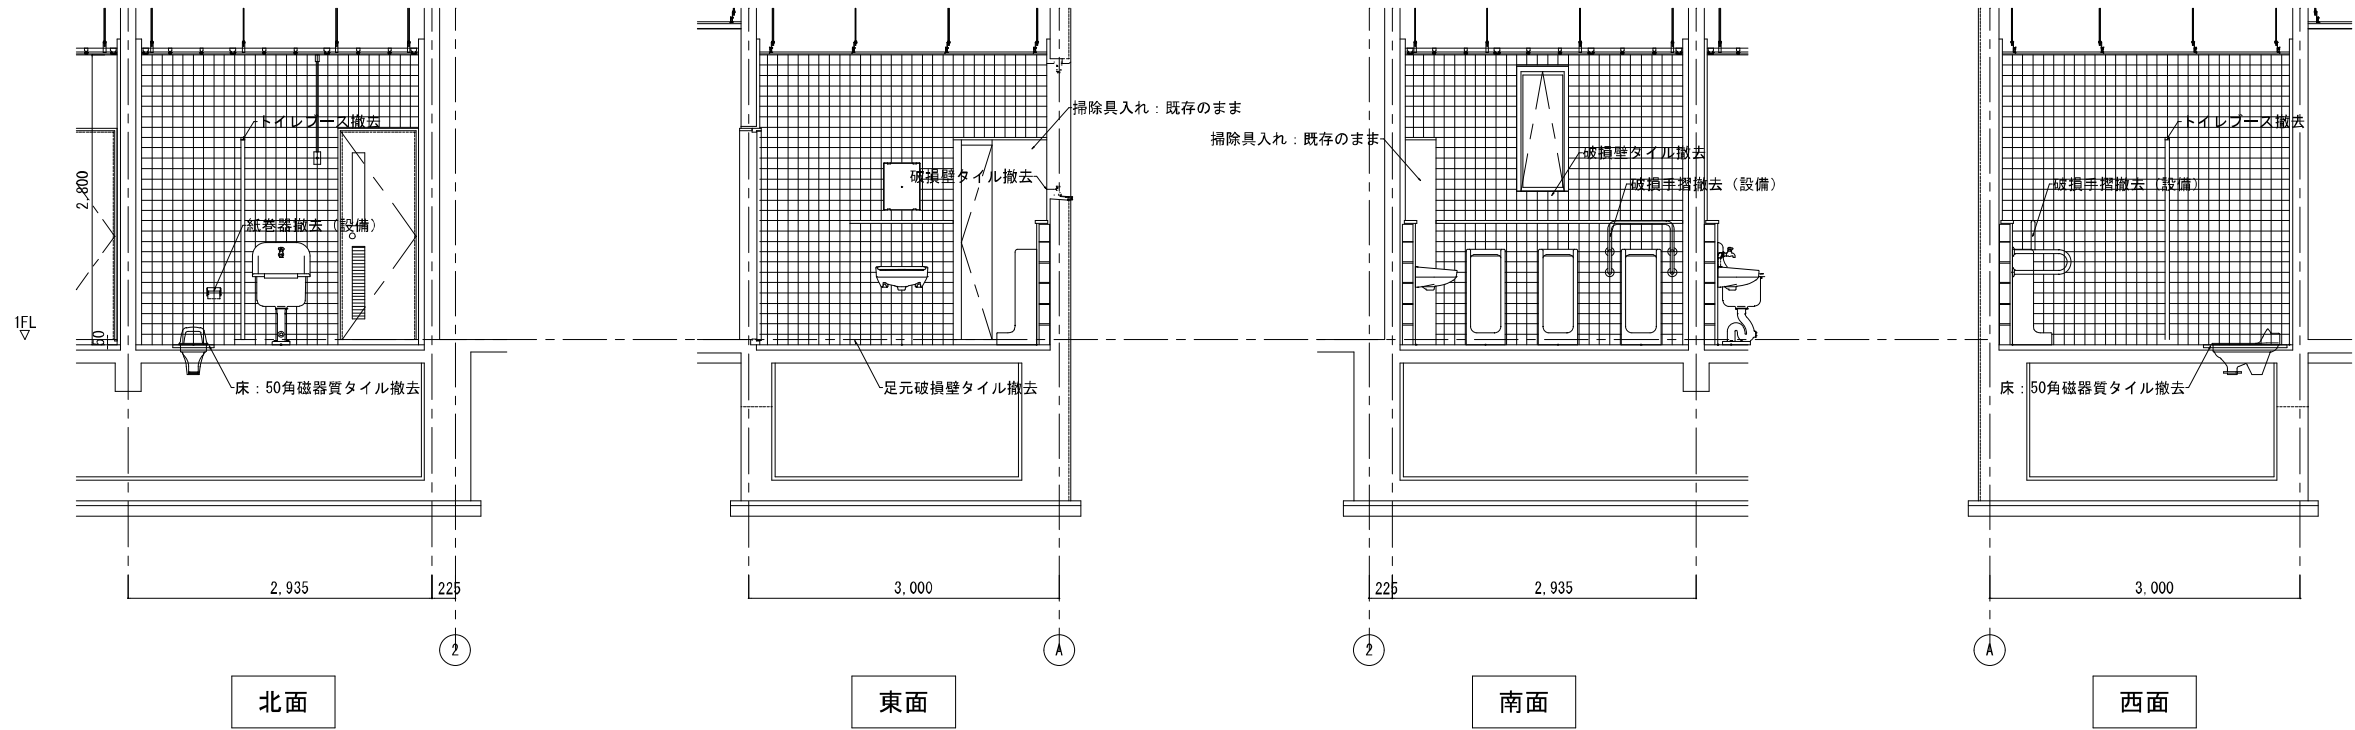 トイレブース撤去
2,800
紙巻器撤去（設備）
1FL
60
床：50角磁器質タイル撤去
2,935
225
2
北面
掃除具入れ：既存のまま
破損壁タイル撤去
足元破損壁タイル撤去
3,000
A
東面
掃除具入れ：既存のまま
破損壁タイル撤去
破損手摺撤去（設備）
225
2,935
2
南面
トイレブース撤去
破損手摺撤去（設備）
床：50角磁器質タイル撤去
3,000
A
西面